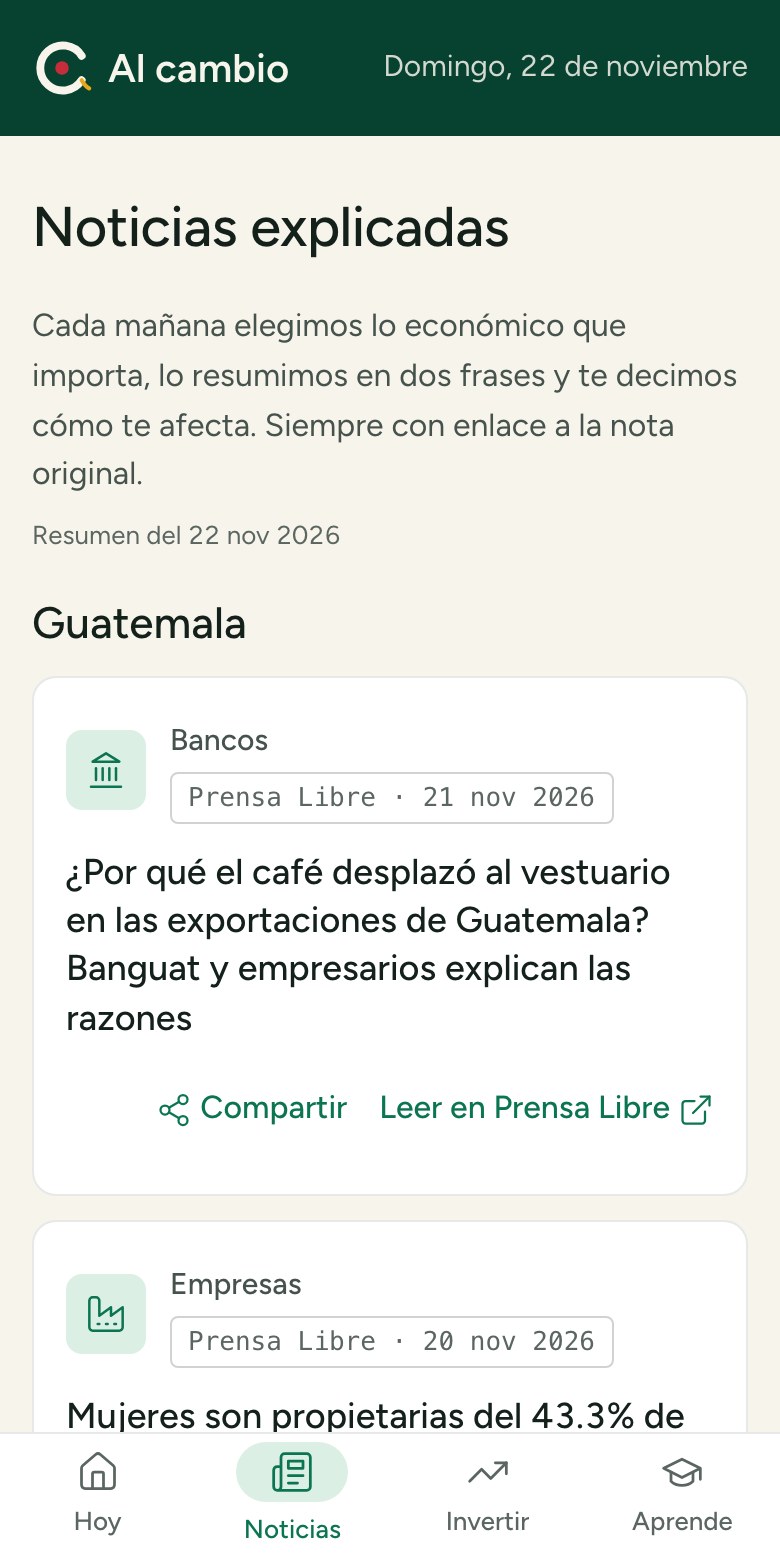 Al cambio
Domingo, 22 de noviembre
Noticias explicadas
Cada mañana elegimos lo económico que
importa, lo resumimos en dos frases y te decimos
cómo te afecta. Siempre con enlace a la nota
original.
Resumen del 22 nov 2026
Guatemala
Bancos
Prensa Libre · 21 nov 2026
¿Por qué el café desplazó al vestuario
en las exportaciones de Guatemala?
Banguat y empresarios explican las
razones
Compartir
Leer en Prensa Libre
Empresas
Prensa Libre · 20 nov 2026
Mujeres son propietarias del 43.3% de
Hoy
Noticias
Invertir
Aprende